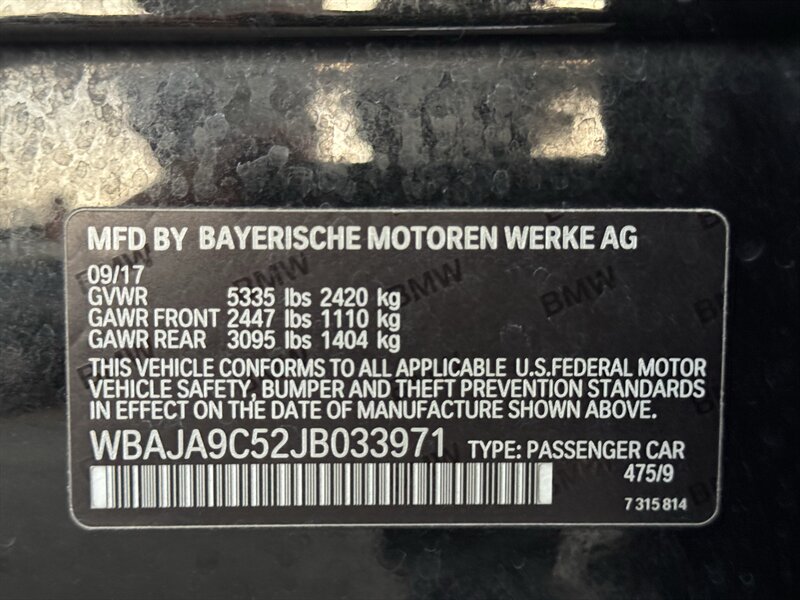 MFD BY BAYERISCHE MOTOREN WERKE AG
09/17
GVWR 5335 lbs 2420 kg
GAWR FRONT 2447 lbs 1110 kg
GAWR REAR 3095 lbs 1404 kg
THIS VEHICLE CONFORMS TO ALL APPLICABLE U.S.FEDERAL MOTOR
VEHICLE SAFETY, BUMPER AND THEFT PREVENTION STANDARDS
IN EFFECT ON THE DATE OF MANUFACTURE SHOWN ABOVE.
WBAJA9C52JB033971 TYPE: PASSENGER CAR
475/9
7 315 814